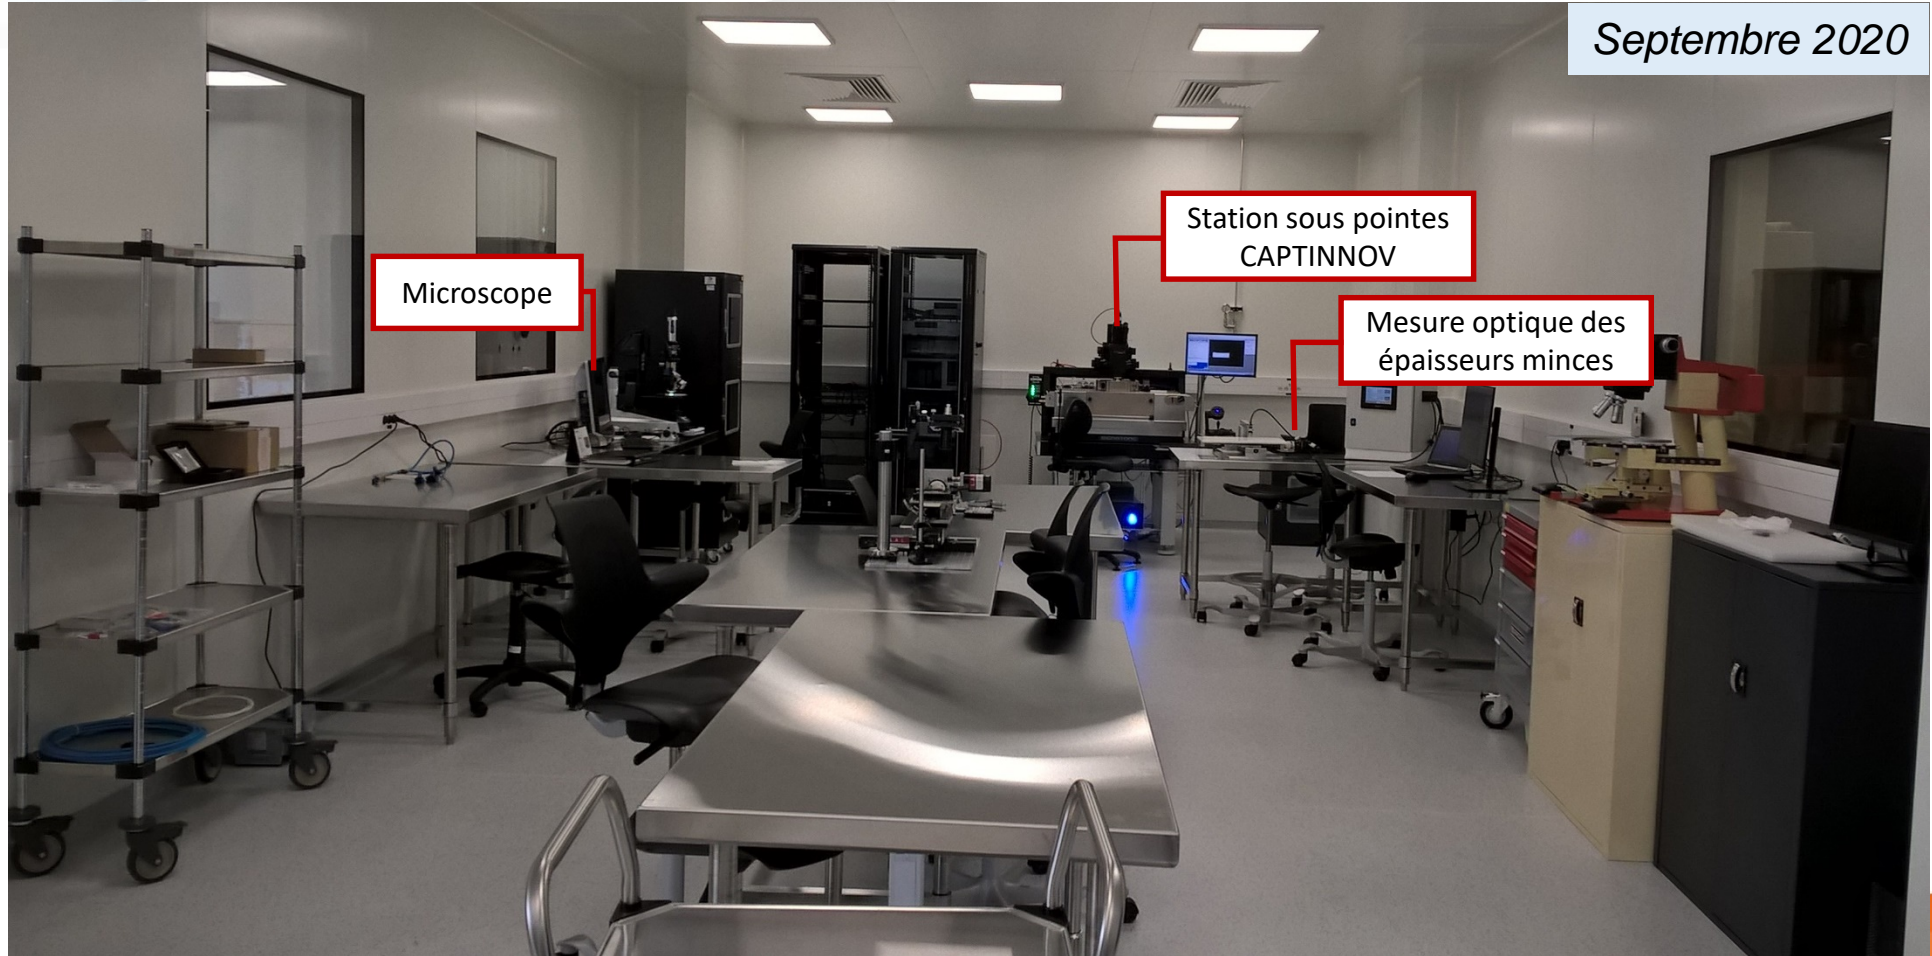 Septembre 2020
Station sous pointes
CAPTINNOV
Microscope
Mesure optique des
épaisseurs minces